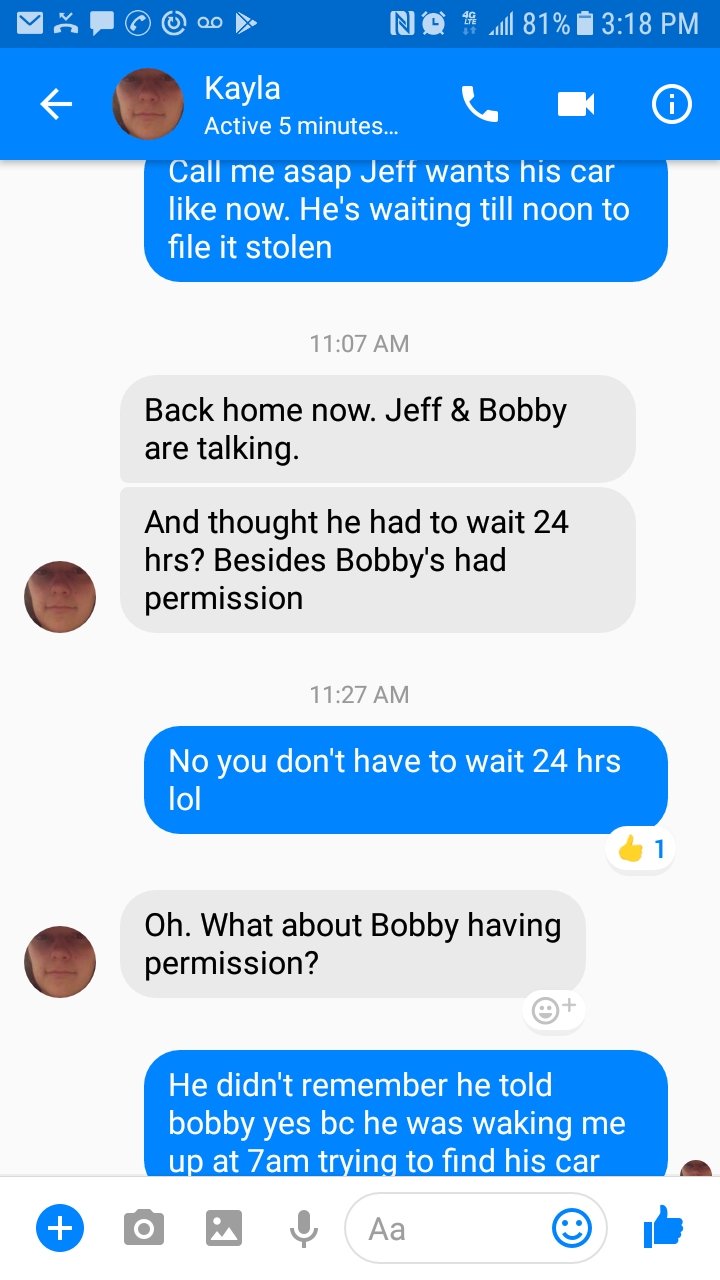 4G
LTE
81%
3:18 PM
Kayla
Active 5 minutes...
Call me asap Jeff wants his car
like now. He's waiting till noon to
file it stolen
11:07 AM
Back home now. Jeff & Bobby
are talking.
And thought he had to wait 24
hrs? Besides Bobby's had
permission
11:27 AM
No you don't have to wait 24 hrs
lol
1
Oh. What about Bobby having
permission?
He didn't remember he told
bobby yes bc he was waking me
up at 7am trying to find his car
Aa